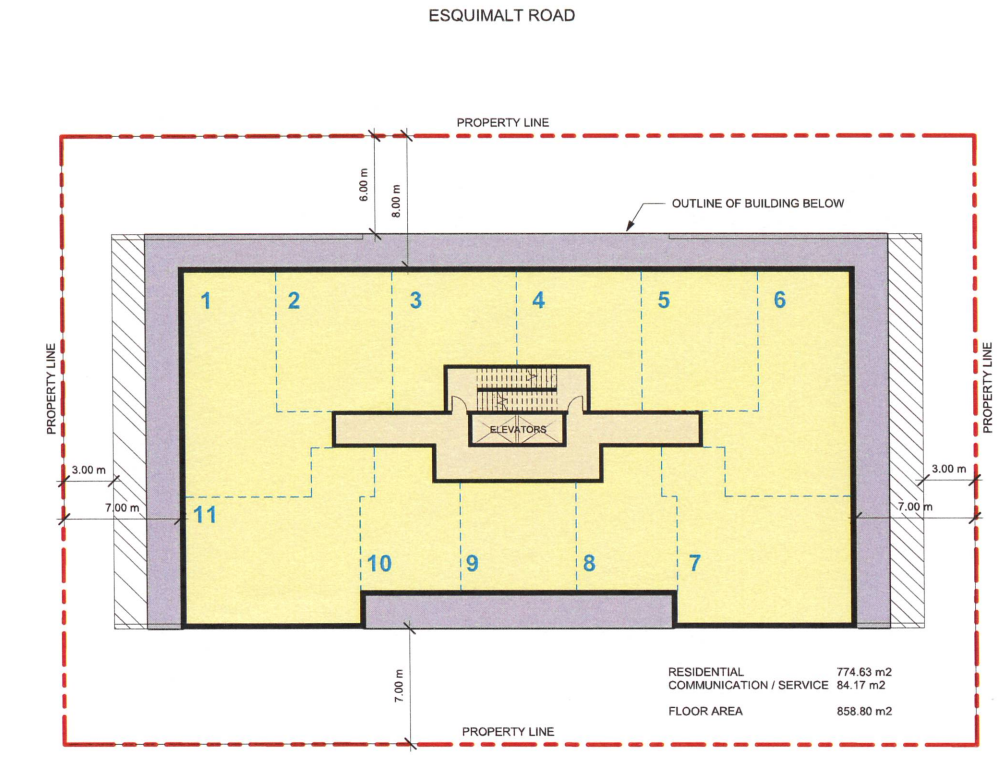 ESQUIMALT ROAD
PROPERTY LINE
6.00 m
8.00 m
OUTLINE OF BUILDING BELOW
1 2 3 4 5 6
PROPERTY LINE
PROPERTY LINE
ELEVATORS
3.00 m
3.00 m
7.00 m
7.00 m
11
10 9 8 7
7.00 m
RESIDENTIAL 774.63 m2
COMMUNICATION / SERVICE 84.17 m2
FLOOR AREA 858.80 m2
PROPERTY LINE